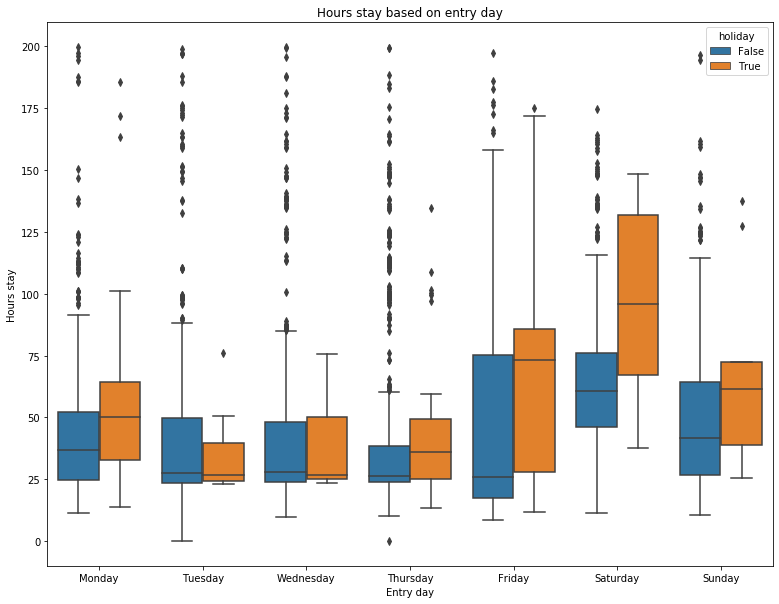 Hours stay based on entry day
holiday
False
True
200
175
150
125
100
75
50
25
0
Hours stay
Monday Tuesday Wednesday Thursday Friday Saturday Sunday
Entry day